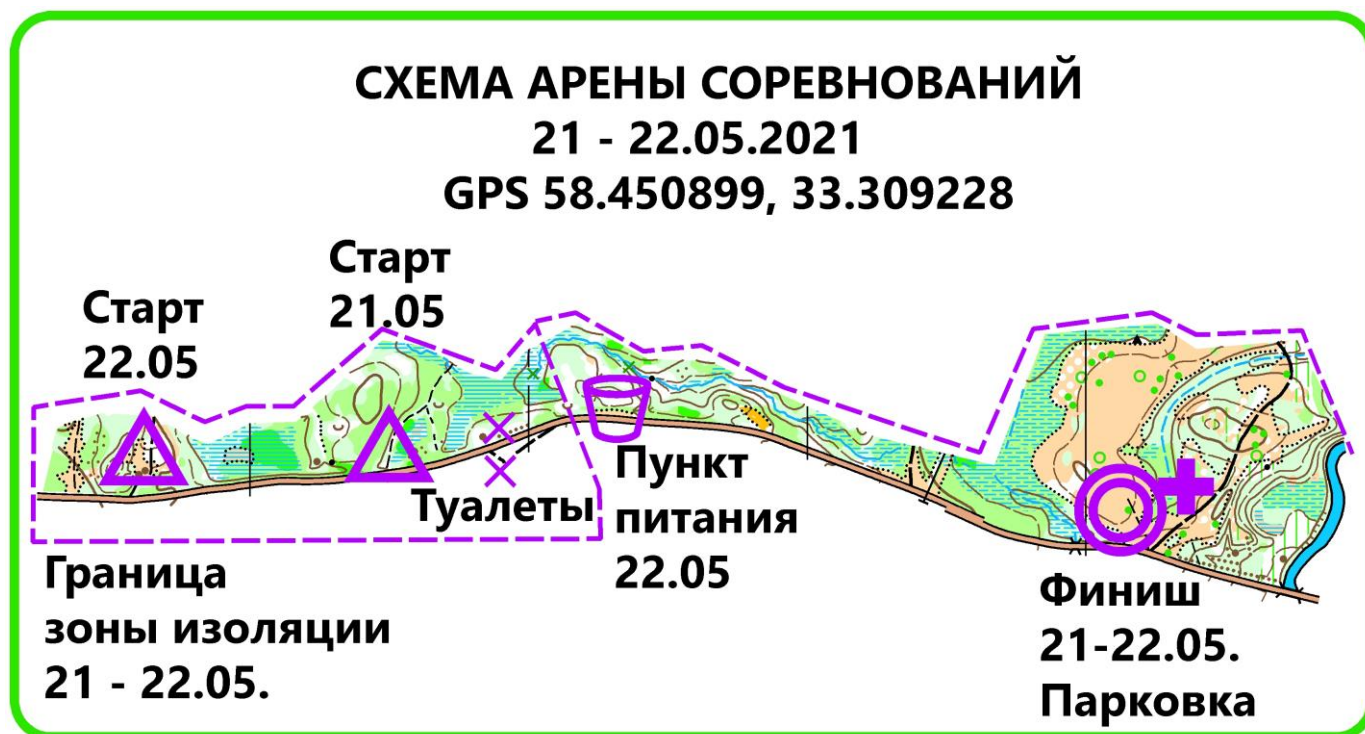 СХЕМА АРЕНЫ СОРЕВНОВАНИЙ
21 - 22.05.2021
GPS 58.450899, 33.309228
Старт
22.05
Старт
21.05
Туалеты
Пункт
питания
22.05
Граница
зоны изоляции
21 - 22.05.
Финиш
21-22.05.
Парковка